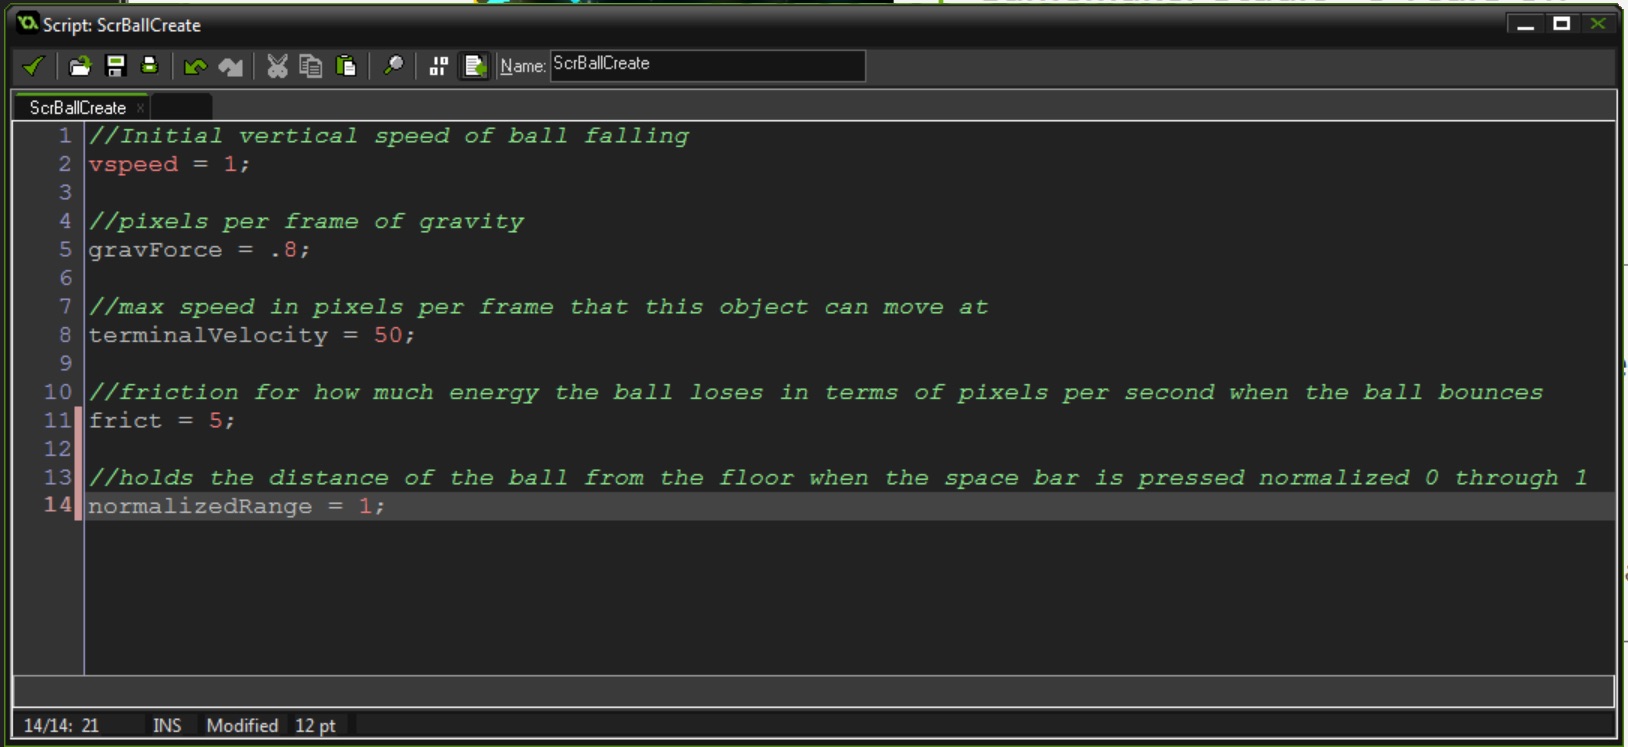 Script: ScrBallCreate
Name: ScrBallCreate
ScrBallCreate x
1 //Initial vertical speed of ball falling
2 vspeed = 1;
3
4 //pixels per frame of gravity
5 gravForce = .8;
6
7 //max speed in pixels per frame that this object can move at
8 terminalVelocity = 50;
9
10 //friction for how much energy the ball loses in terms of pixels per second when the ball bounces
11 frict = 5;
12
13 //holds the distance of the ball from the floor when the space bar is pressed normalized 0 through 1
14 normalizedRange = 1;
14/14: 21 INS Modified 12 pt